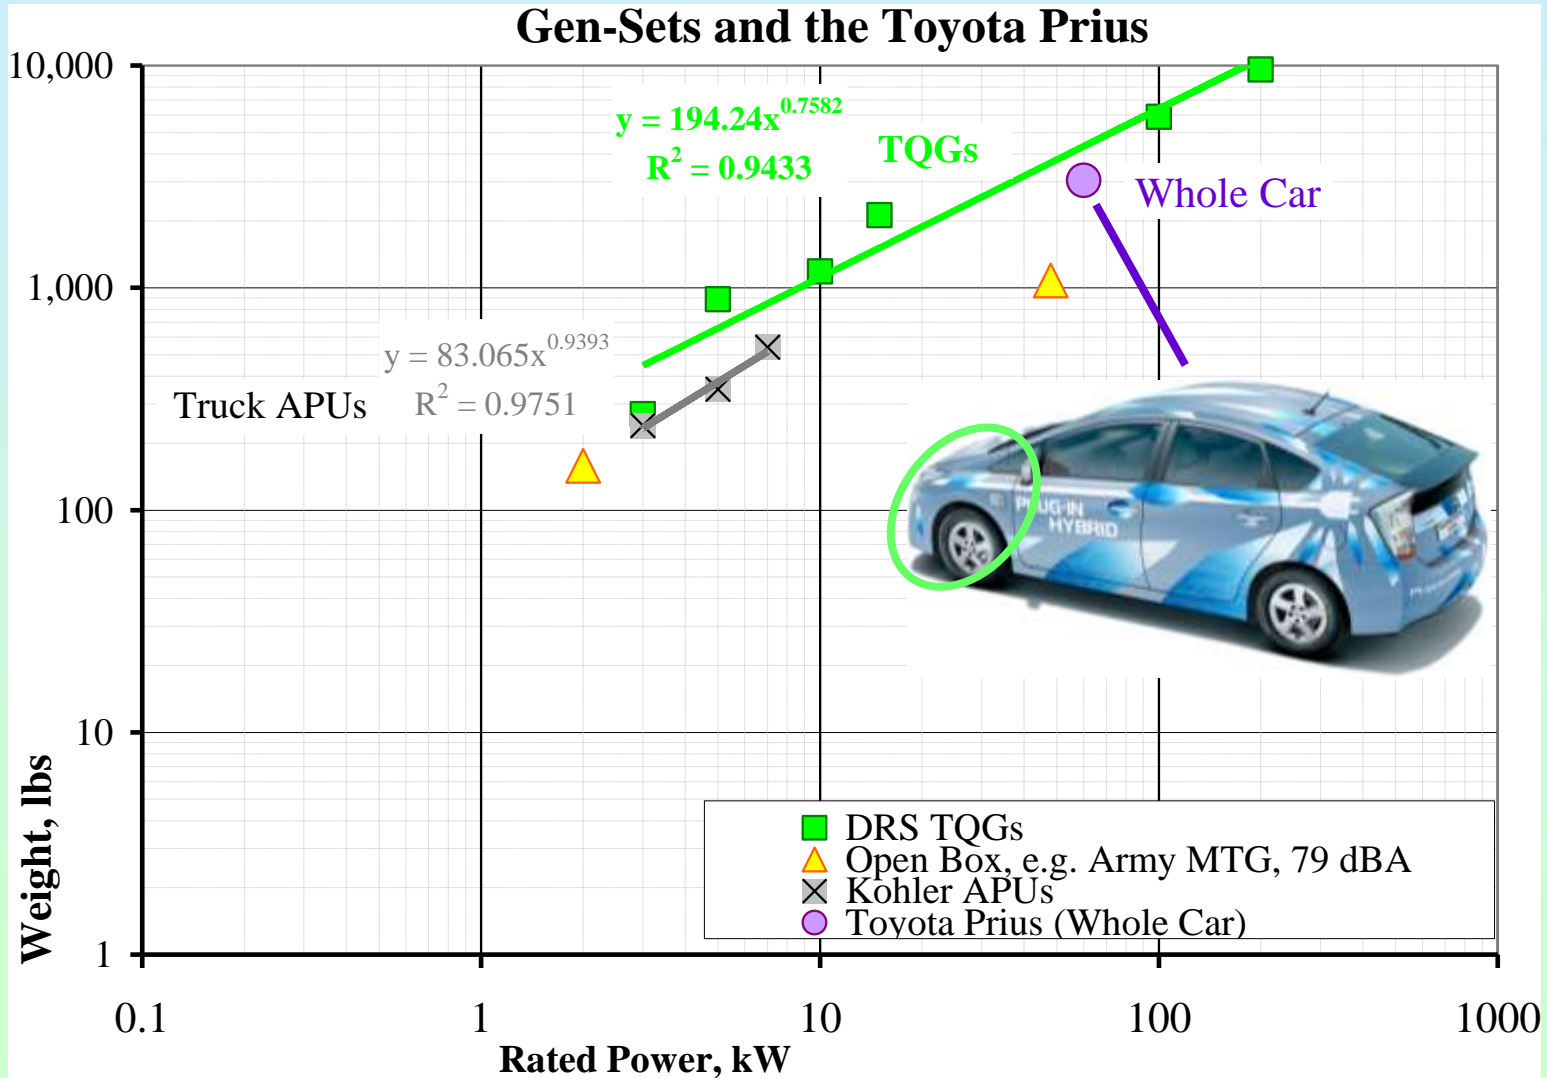 Gen-Sets and the Toyota Prius
10,000
1,000
100
10
1
Weight, lbs
y = 194.24x^0.7582
R^2 = 0.9433
TQGs
Whole Car
y = 83.065x^0.9393
R^2 = 0.9751
Truck APUs
PLUG-IN
HYBRID
DRS TQGs
Open Box, e.g. Army MTG, 79 dBA
Kohler APUs
Toyota Prius (Whole Car)
0.1
1
10
100
1000
Rated Power, kW